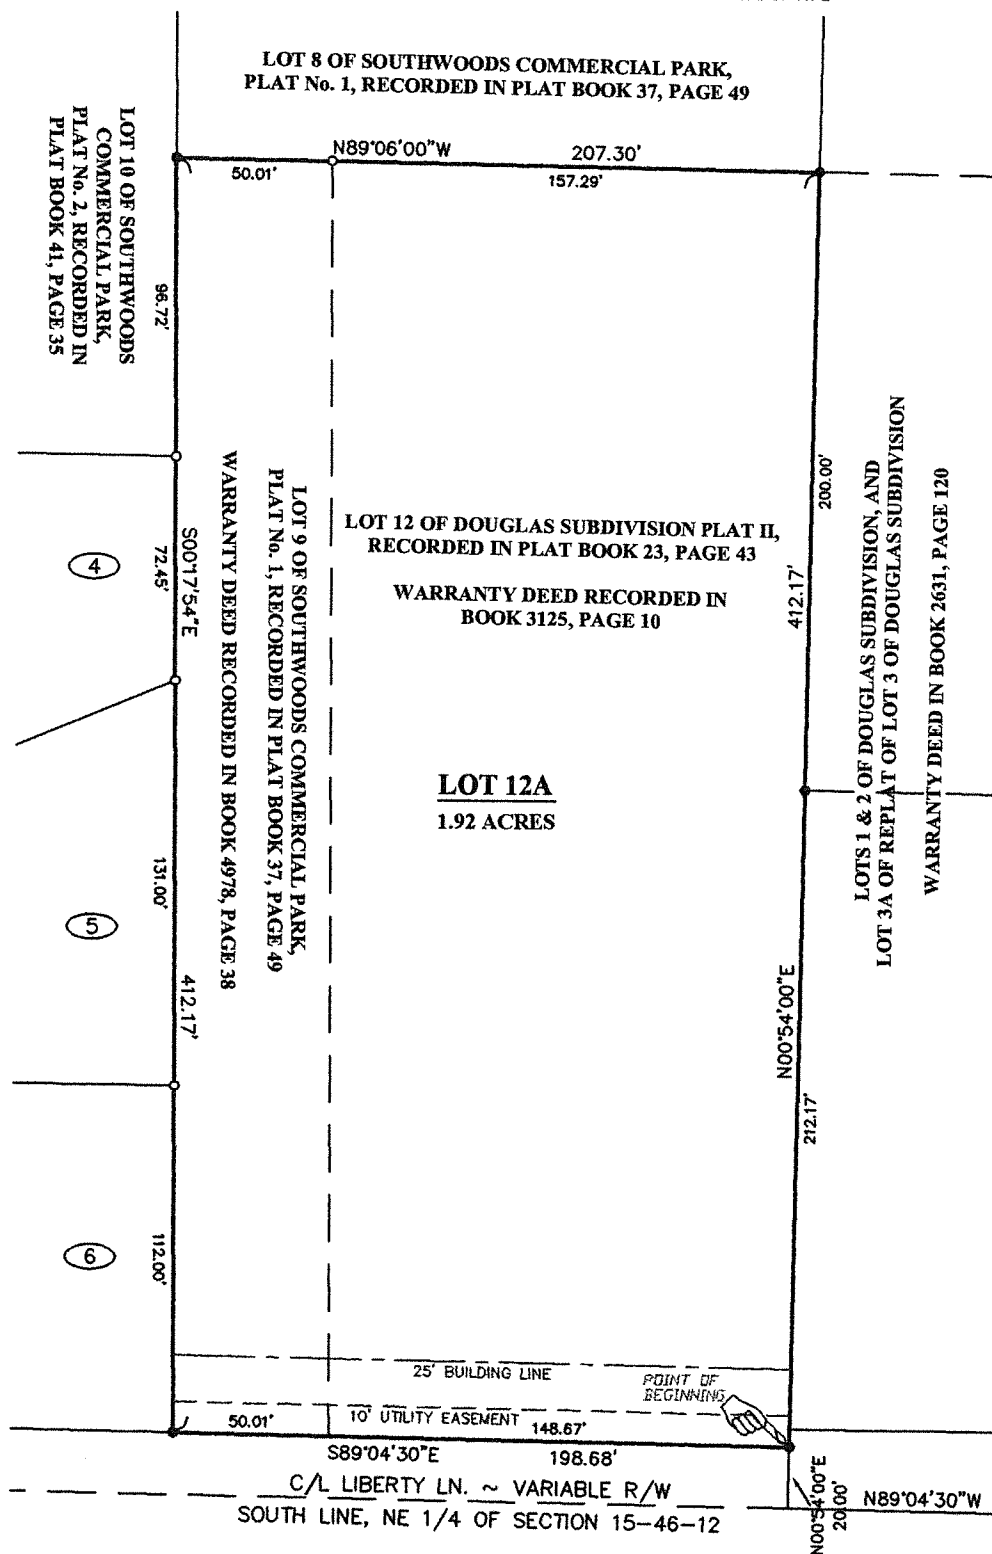 LOT 8 OF SOUTHWOODS COMMERCIAL PARK,
PLAT No. 1, RECORDED IN PLAT BOOK 37, PAGE 49
N89°06'00"W
207.30'
50.01'
157.29'
LOT 10 OF SOUTHWOODS
COMMERCIAL PARK,
PLAT No. 2, RECORDED IN
PLAT BOOK 41, PAGE 35
96.72'
S00°17'54"E
72.45'
4
131.00'
5
412.17'
112.00'
6
LOT 9 OF SOUTHWOODS COMMERCIAL PARK,
PLAT No. 1, RECORDED IN PLAT BOOK 37, PAGE 49
WARRANTY DEED RECORDED IN BOOK 4978, PAGE 38
LOT 12 OF DOUGLAS SUBDIVISION PLAT II,
RECORDED IN PLAT BOOK 23, PAGE 43
WARRANTY DEED RECORDED IN
BOOK 3125, PAGE 10
LOT 12A
1.92 ACRES
200.00'
412.17'
N00°54'00"E
212.17'
LOTS 1 & 2 OF DOUGLAS SUBDIVISION, AND
LOT 3A OF REPLAT OF LOT 3 OF DOUGLAS SUBDIVISION
WARRANTY DEED IN BOOK 2631, PAGE 120
25' BUILDING LINE
POINT OF
BEGINNING
10' UTILITY EASEMENT
50.01'
148.67'
S89°04'30"E
198.68'
C/L LIBERTY LN. ~ VARIABLE R/W
SOUTH LINE, NE 1/4 OF SECTION 15-46-12
N00°54'00"E
20.00'
N89°04'30"W